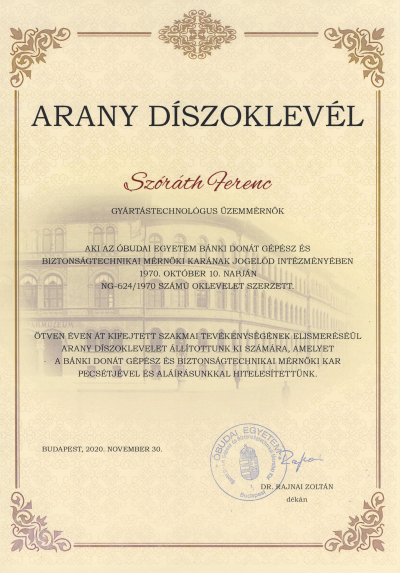 ARANY DÍSZOKLEVÉL
Szóráth Ferenc
GYÁRTÁSTECHNOLÓGUS ÜZEMMÉRNÖK
AKI AZ ÓBUDAI EGYETEM BÁNKI DONÁT GÉPÉSZ ÉS
BIZTONSÁGTECHNIKAI MÉRNÖKI KARÁNAK JOGELŐD INTÉZMÉNYÉBEN
1970. OKTÓBER 10. NAPJÁN
NG-624/1970 SZÁMÚ OKLEVELET SZERZETT.
ÖTVEN ÉVEN ÁT KIFEJTETT SZAKMAI TEVÉKENYSÉGÉNEK ELISMERÉSÉÜL
ARANY DÍSZOKLEVELET ÁLLÍTOTTUNK KI SZÁMÁRA, AMELYET
A BÁNKI DONÁT GÉPÉSZ ÉS BIZTONSÁGTECHNIKAI MÉRNÖKI KAR
PECSÉTJÉVEL ÉS ALÁÍRÁSUNKKAL HITELESÍTETTÜNK.
BUDAPEST, 2020. NOVEMBER 30.
ÓBUDAI EGYETEM
Budapest
DR. RAJNAI ZOLTÁN
dékán